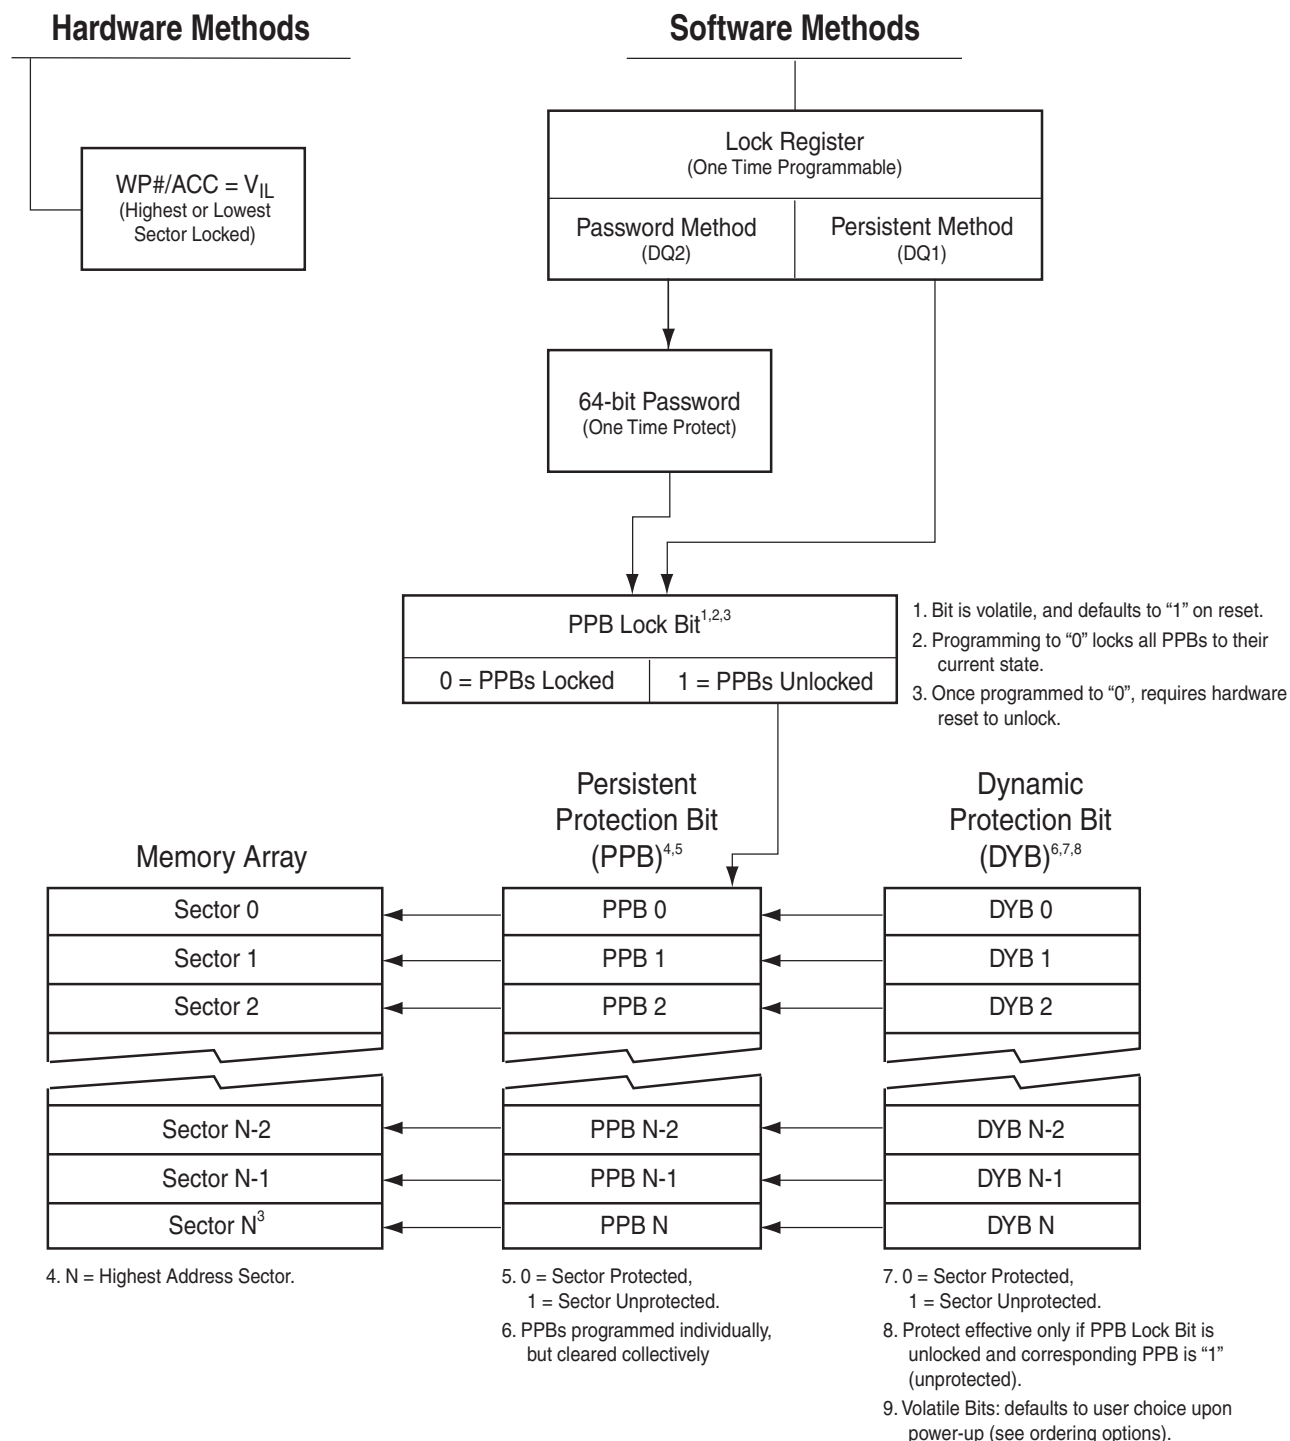 Hardware Methods
Software Methods
WP#/ACC = VIL
(Highest or Lowest
Sector Locked)
Lock Register
(One Time Programmable)
Password Method
(DQ2)
Persistent Method
(DQ1)
64-bit Password
(One Time Protect)
PPB Lock Bit1,2,3
0 = PPBs Locked
1 = PPBs Unlocked
1. Bit is volatile, and defaults to “1” on reset.
2. Programming to “0” locks all PPBs to their
current state.
3. Once programmed to “0”, requires hardware
reset to unlock.
Memory Array
Persistent
Protection Bit
(PPB)4,5
Dynamic
Protection Bit
(DYB)6,7,8
Sector 0
PPB 0
DYB 0
Sector 1
PPB 1
DYB 1
Sector 2
PPB 2
DYB 2
Sector N-2
PPB N-2
DYB N-2
Sector N-1
PPB N-1
DYB N-1
Sector N3
PPB N
DYB N
4. N = Highest Address Sector.
5. 0 = Sector Protected,
1 = Sector Unprotected.
6. PPBs programmed individually,
but cleared collectively
7. 0 = Sector Protected,
1 = Sector Unprotected.
8. Protect effective only if PPB Lock Bit is
unlocked and corresponding PPB is “1”
(unprotected).
9. Volatile Bits: defaults to user choice upon
power-up (see ordering options).